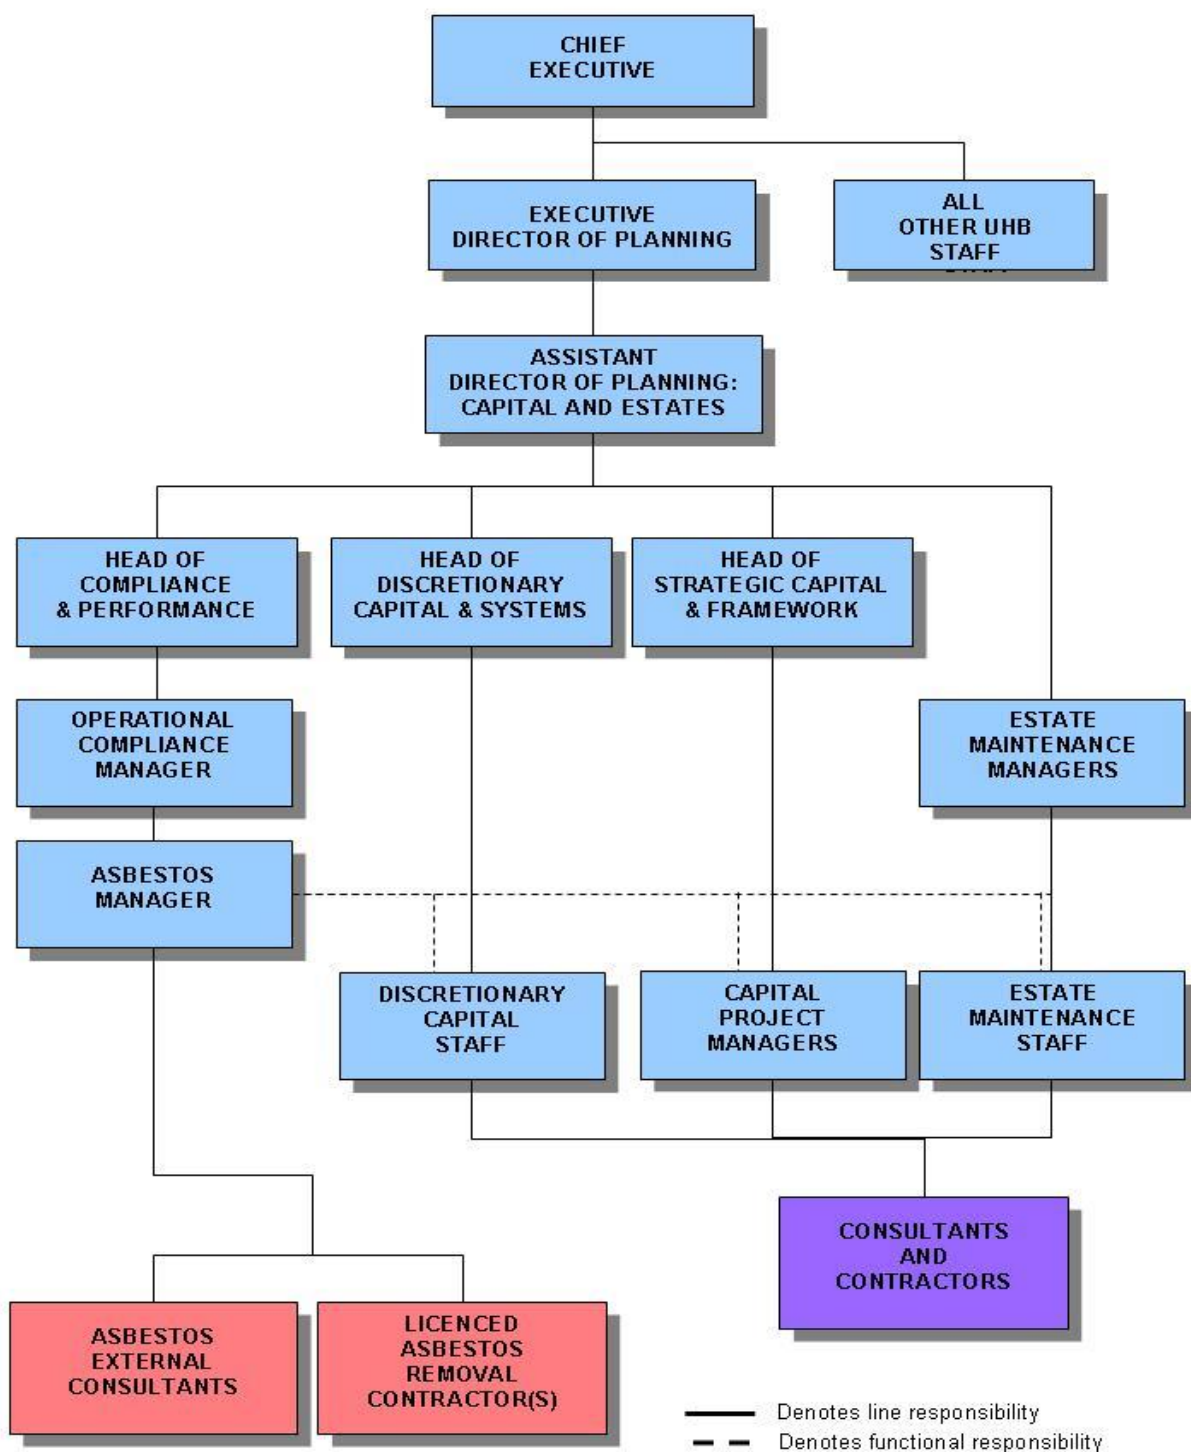 CHIEF
EXECUTIVE
EXECUTIVE
DIRECTOR OF PLANNING
ALL
OTHER UHB
STAFF
ASSISTANT
DIRECTOR OF PLANNING:
CAPITAL AND ESTATES
HEAD OF
COMPLIANCE
& PERFORMANCE
HEAD OF
DISCRETIONARY
CAPITAL & SYSTEMS
HEAD OF
STRATEGIC CAPITAL
& FRAMEWORK
OPERATIONAL
COMPLIANCE
MANAGER
ESTATE
MAINTENANCE
MANAGERS
ASBESTOS
MANAGER
DISCRETIONARY
CAPITAL
STAFF
CAPITAL
PROJECT
MANAGERS
ESTATE
MAINTENANCE
STAFF
CONSULTANTS
AND
CONTRACTORS
ASBESTOS
EXTERNAL
CONSULTANTS
LICENCED
ASBESTOS
REMOVAL
CONTRACTOR(S)
Denotes line responsibility
Denotes functional responsibility